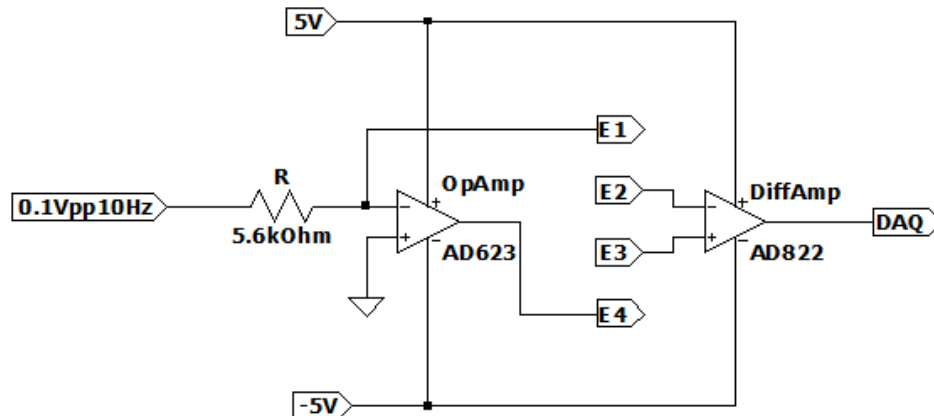 5V
E1
R
OpAmp
E2
DiffAmp
0.1Vpp10Hz
+
-
+
-
DAQ
5.6kOhm
+
-
E3
+
-
AD623
AD822
E4
-5V